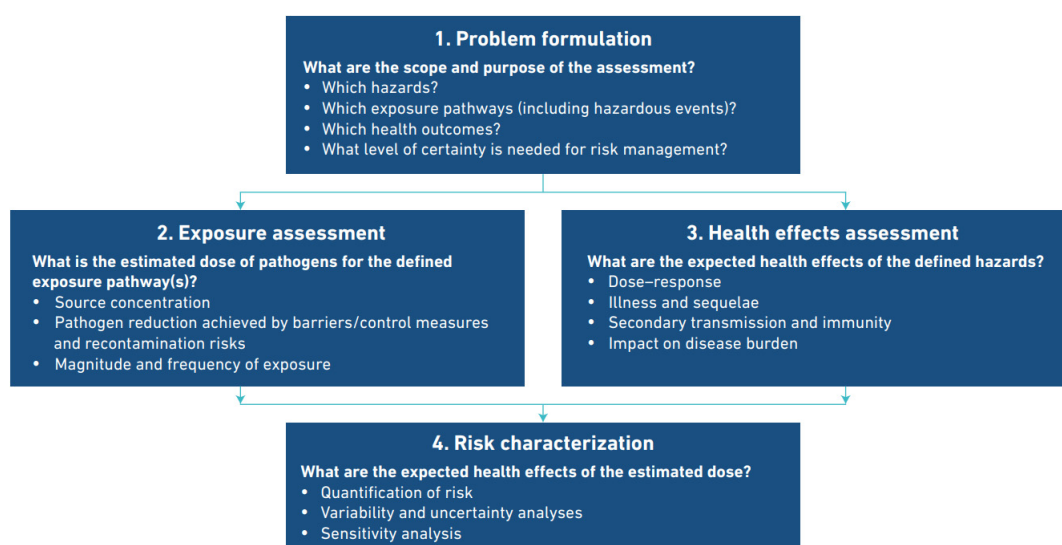 1. Problem formulation
What are the scope and purpose of the assessment?
• Which hazards?
• Which exposure pathways (including hazardous events)?
• Which health outcomes?
• What level of certainty is needed for risk management?
2. Exposure assessment
What is the estimated dose of pathogens for the defined
exposure pathway(s)?
• Source concentration
• Pathogen reduction achieved by barriers/control measures
and recontamination risks
• Magnitude and frequency of exposure
3. Health effects assessment
What are the expected health effects of the defined hazards?
• Dose–response
• Illness and sequelae
• Secondary transmission and immunity
• Impact on disease burden
4. Risk characterization
What are the expected health effects of the estimated dose?
• Quantification of risk
• Variability and uncertainty analyses
• Sensitivity analysis